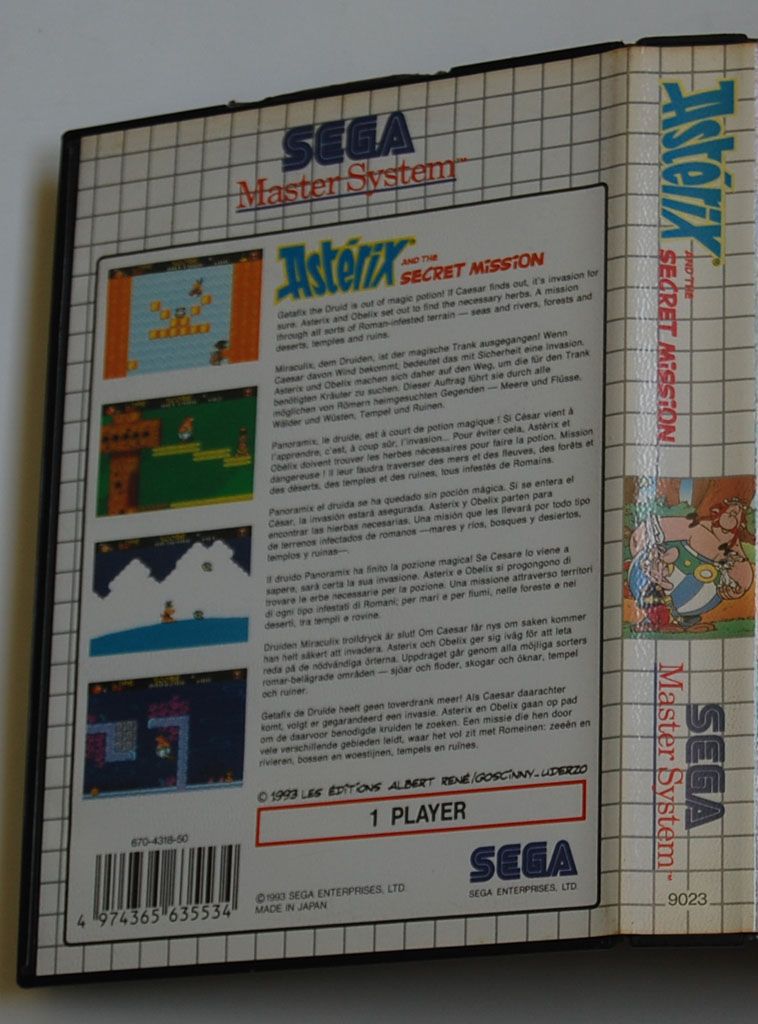 SEGA
Master System™
Astérix AND THE SECRET MISSION
Getafix the Druid is out of magic potion! If Caesar finds out, it's invasion for
sure. Asterix and Obelix set out to find the necessary herbs. A mission
through all sorts of Roman-infested terrain — seas and rivers, forests and
deserts, temples and ruins.
Miraculix, dem Druiden, ist der magische Trank ausgegangen! Wenn
Caesar davon Wind bekommt, bedeutet das mit Sicherheit eine Invasion.
Asterix und Obelix machen sich daher auf den Weg, um die für den Trank
benötigten Kräuter zu suchen. Dieser Auftrag führt sie durch alle
möglichen von Römern heimgesuchten Gegenden — Meere und Flüsse,
Wälder und Wüsten, Tempel und Ruinen.
Panoramix, le druide, est à court de potion magique ! Si César vient à
l'apprendre, c'est, à coup sûr, l'invasion... Pour éviter cela, Astérix et
Obélix doivent trouver les herbes nécessaires pour faire la potion. Mission
dangereuse ! Il leur faudra traverser des mers et des fleuves, des forêts et
des déserts, des temples et des ruines, tous infestés de Romains.
Panoramix el druida se ha quedado sin poción mágica. Si se entera el
César, la invasión estará asegurada. Asterix y Obelix parten para
encontrar las hierbas necesarias. Una misión que les llevará por todo tipo
de terrenos infectados de romanos —mares y ríos, bosques y desiertos,
templos y ruinas—.
Il druido Panoramix ha finito la pozione magica! Se Cesare lo viene a
sapere, sarà certa la sua invasione. Asterix e Obelix si propongono di
trovare le erbe necessarie per la pozione. Una missione attraverso territori
di ogni tipo infestati di Romani; per mari e per fiumi, nelle foreste e nei
deserti, tra templi e rovine.
Druiden Miraculix trolldryck är slut! Om Caesar får nys om saken kommer
han helt säkert att invadera. Asterix och Obelix ger sig iväg för att leta
reda på de nödvändiga örterna. Uppdraget går genom alla möjliga sorters
romar-belägrade områden — sjöar och floder, skogar och öknar, tempel
och ruiner.
Getafix de Druïde heeft geen toverdrank meer! Als Caesar daarachter
komt, volgt er gegarandeerd een invasie. Asterix en Obelix gaan op pad
om de daarvoor benodigde kruiden te zoeken. Een missie die hen door
vele verschillende gebieden leidt, waar het vol zit met Romeinen: zeeën en
rivieren, bossen en woestijnen, tempels en ruïnes.
© 1993 LES ÉDITIONS ALBERT RENÉ/GOSCINNY-UDERZO
1 PLAYER
670-4318-50
4 974365 635534
©1993 SEGA ENTERPRISES, LTD.
MADE IN JAPAN
SEGA
SEGA ENTERPRISES, LTD.
Astérix AND THE SECRET MISSION
SEGA
Master System™
9023